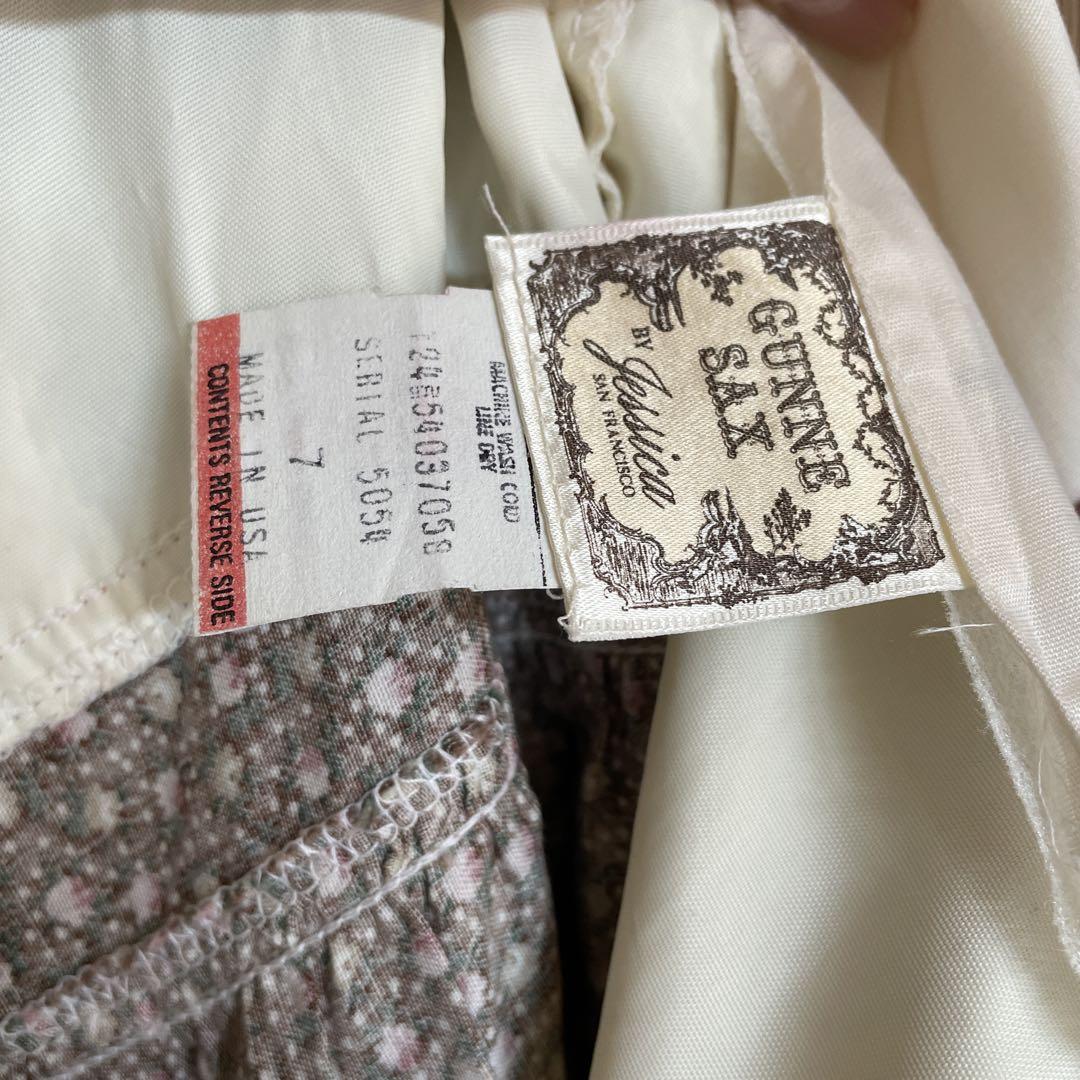 GUNNE
SAX
BY Jessica
SAN FRANCISCO
MACHINE WASH COLD
LINE DRY
SERIAL 5054
7
MADE IN USA
CONTENTS REVERSE SIDE